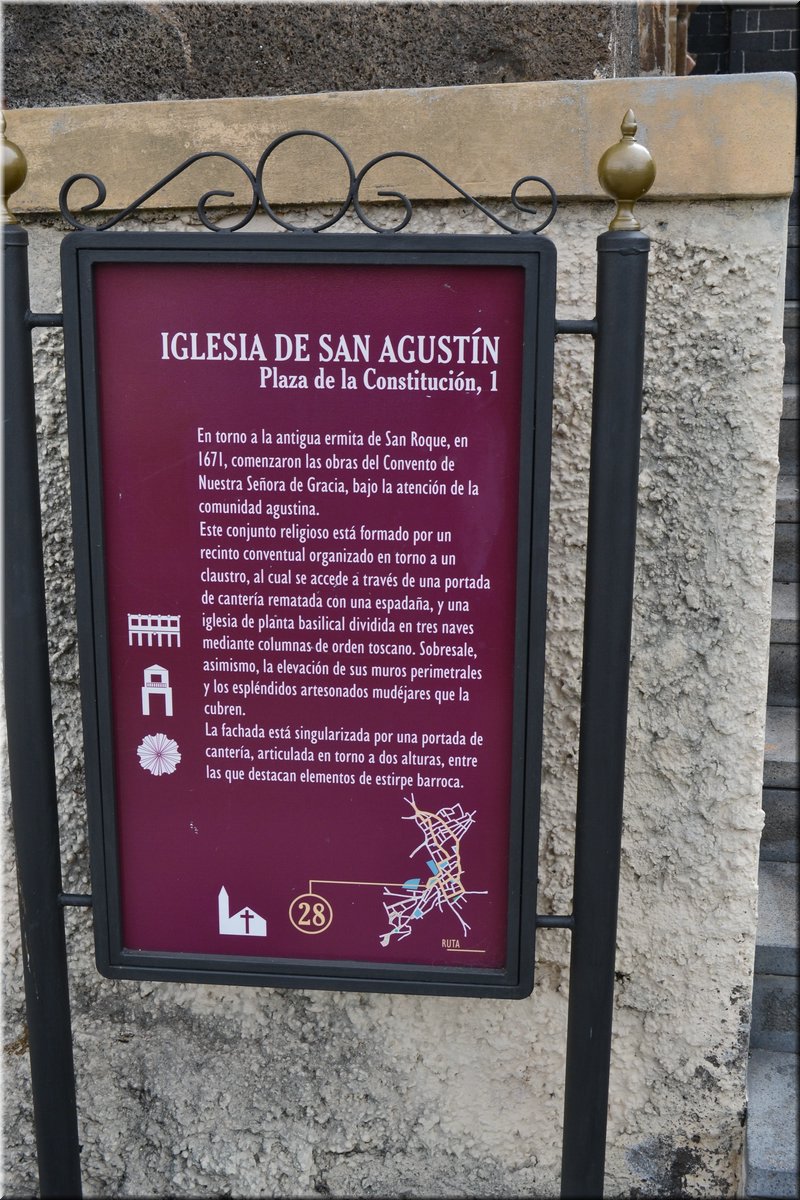 IGLESIA DE SAN AGUSTÍN
Plaza de la Constitución, 1
En torno a la antigua ermita de San Roque, en
1671, comenzaron las obras del Convento de
Nuestra Señora de Gracia, bajo la atención de la
comunidad agustina.
Este conjunto religioso está formado por un
recinto conventual organizado en torno a un
claustro, al cual se accede a través de una portada
de cantería rematada con una espadaña, y una
iglesia de planta basilical dividida en tres naves
mediante columnas de orden toscano. Sobresale,
asimismo, la elevación de sus muros perimetrales
y los espléndidos artesonados mudéjares que la
cubren.
La fachada está singularizada por una portada de
cantería, articulada en torno a dos alturas, entre
las que destacan elementos de estirpe barroca.
28
RUTA